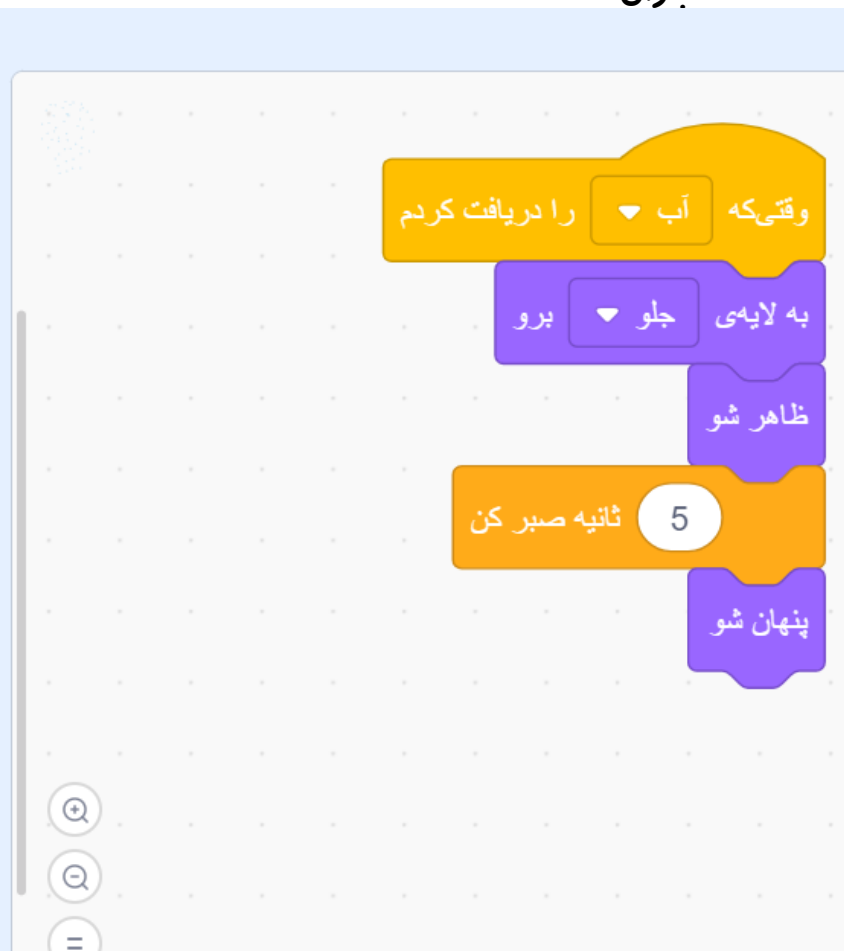 وقتی‌که آب را دریافت کردم
به لایه‌ی جلو برو
ظاهر شو
5 ثانیه صبر کن
پنهان شو